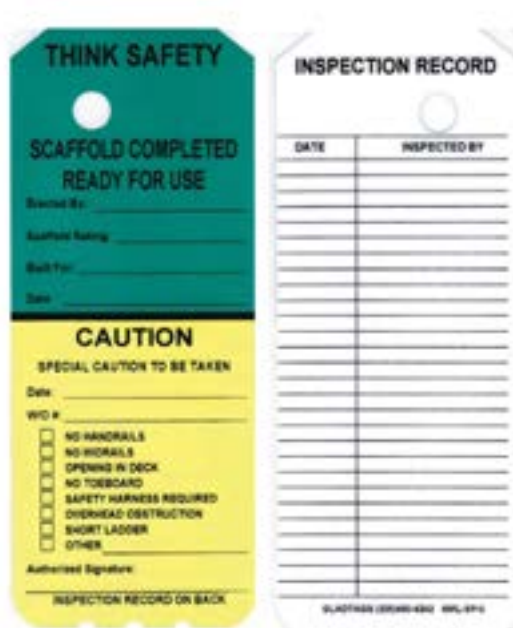 THINK SAFETY
SCAFFOLD COMPLETED
READY FOR USE
Erected By:
Scaffold Rating:
Built For:
Date:
CAUTION
SPECIAL CAUTION TO BE TAKEN
Date:
W/O #:
NO HANDRAILS
NO MIDRAILS
OPENING IN DECK
NO TOEBOARD
SAFETY HARNESS REQUIRED
OVERHEAD OBSTRUCTION
SHORT LADDER
OTHER
Authorized Signature:
INSPECTION RECORD ON BACK
INSPECTION RECORD
DATE INSPECTED BY